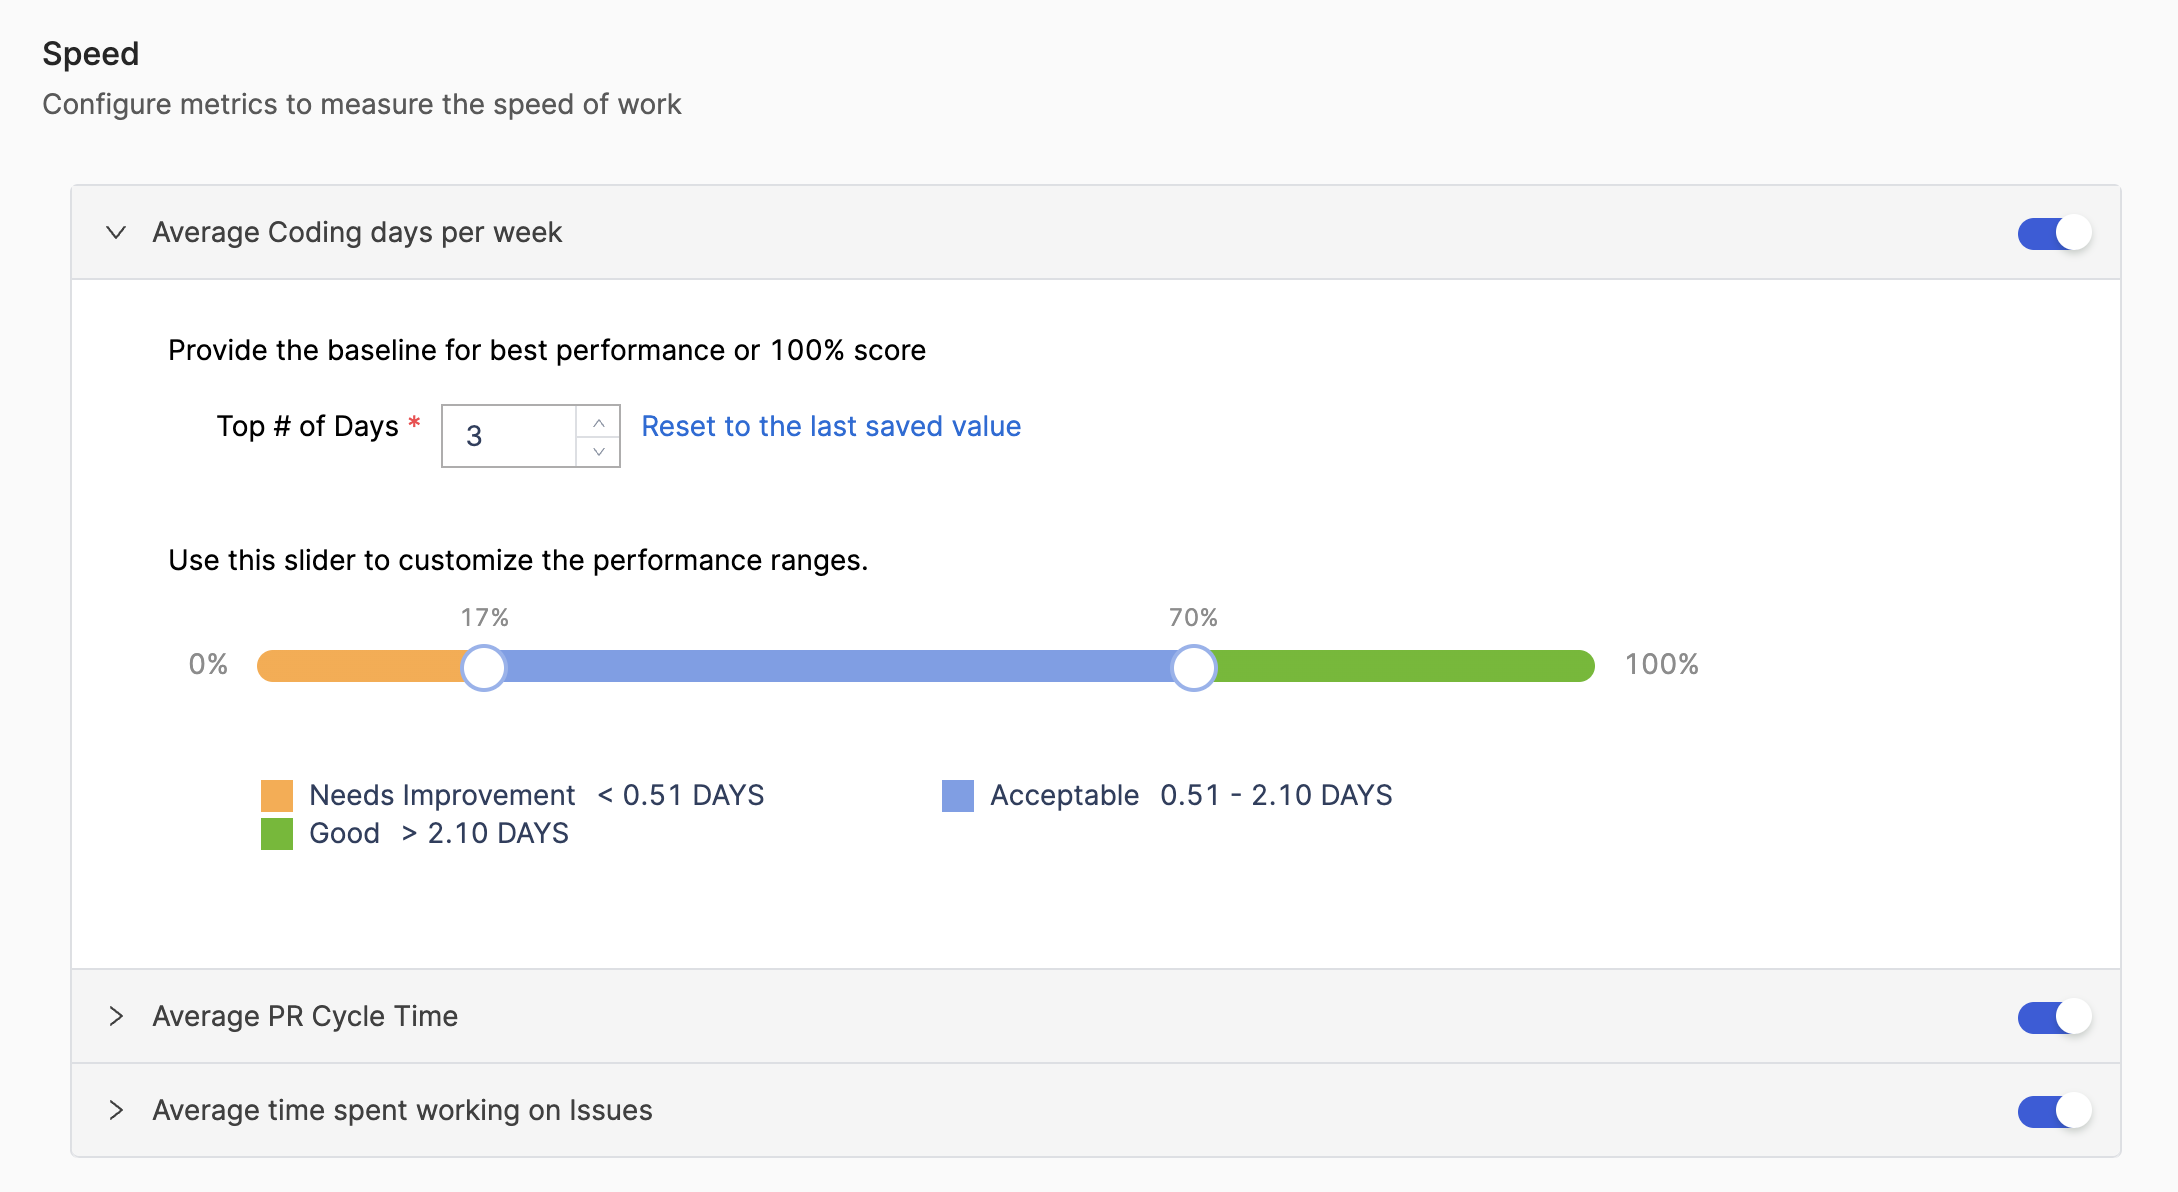 Speed
Configure metrics to measure the speed of work
Average Coding days per week
Provide the baseline for best performance or 100% score
Top # of Days * 3 Reset to the last saved value
Use this slider to customize the performance ranges.
17% 70%
0% 100%
Needs Improvement < 0.51 DAYS Acceptable 0.51 - 2.10 DAYS
Good > 2.10 DAYS
Average PR Cycle Time
Average time spent working on Issues